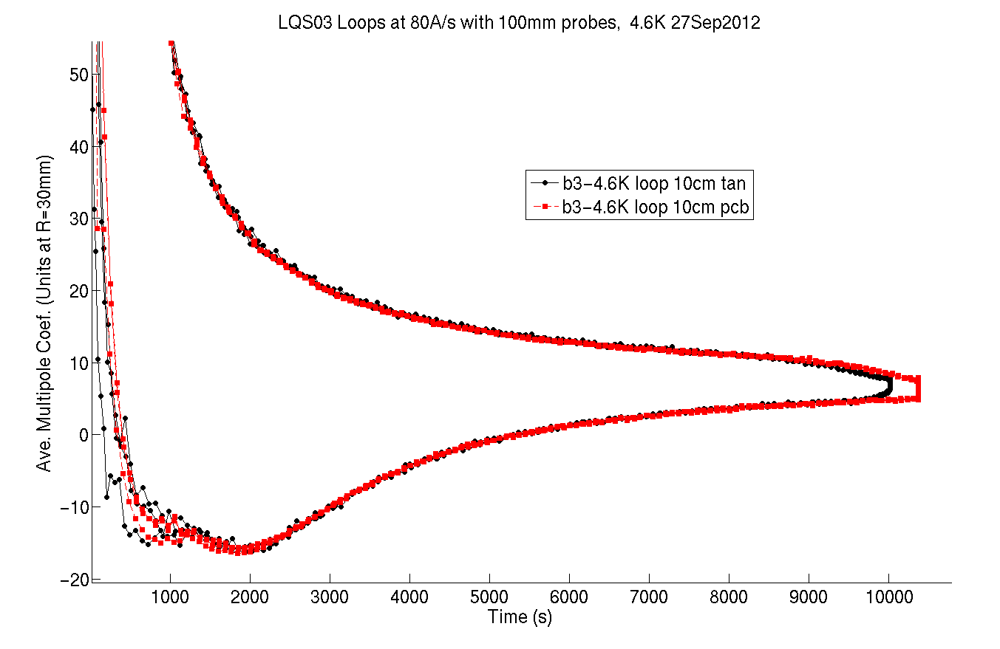 LQS03 Loops at 80A/s with 100mm probes,  4.6K 27Sep2012
Ave. Multipole Coef. (Units at R=30mm)
50
40
30
20
10
0
−10
−20
b3−4.6K loop 10cm tan
b3−4.6K loop 10cm pcb
1000 2000 3000 4000 5000 6000 7000 8000 9000 10000
Time (s)